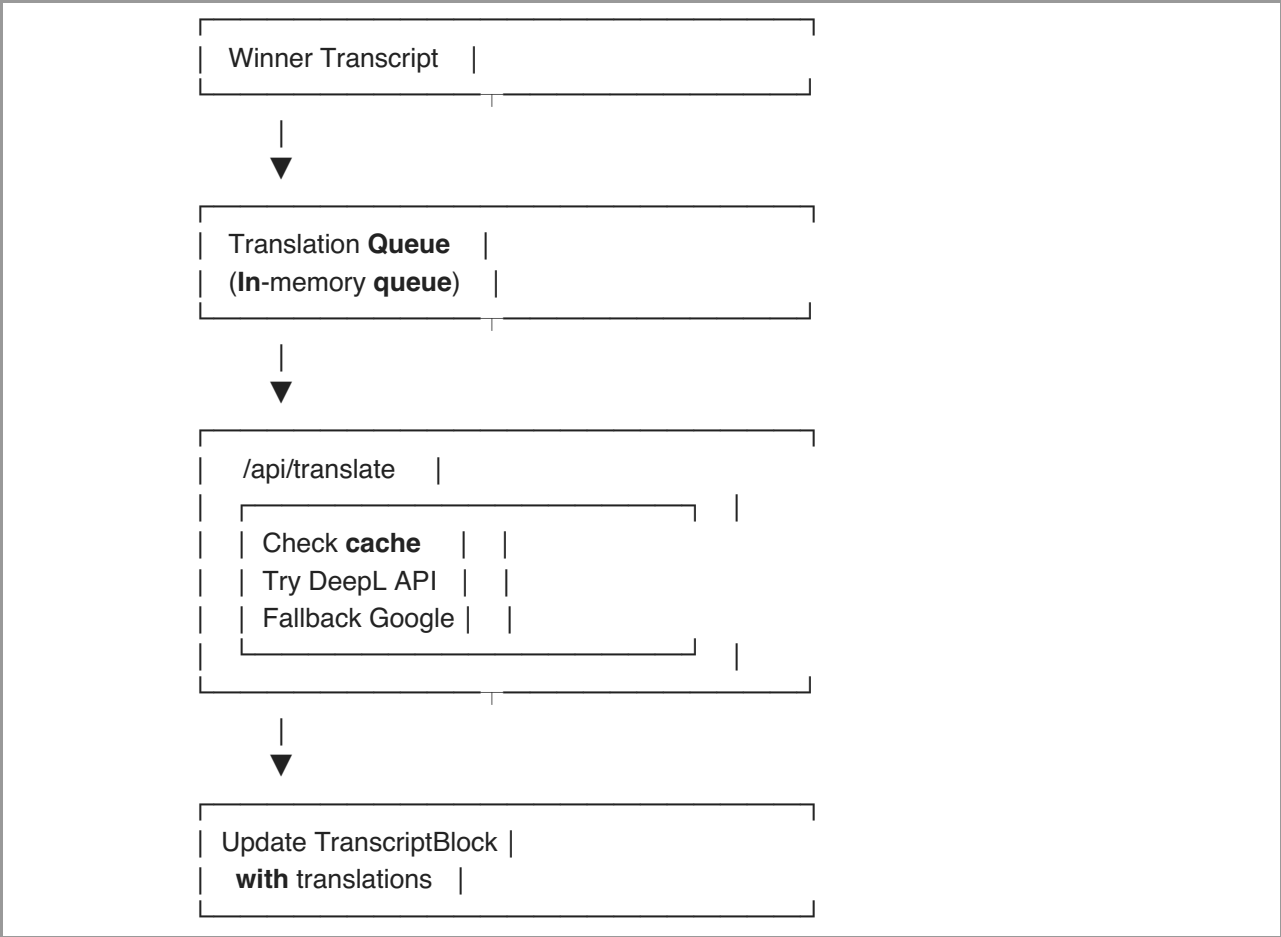 Winner Transcript
Translation Queue
(In-memory queue)
/api/translate
Check cache
Try DeepL API
Fallback Google
Update TranscriptBlock
with translations